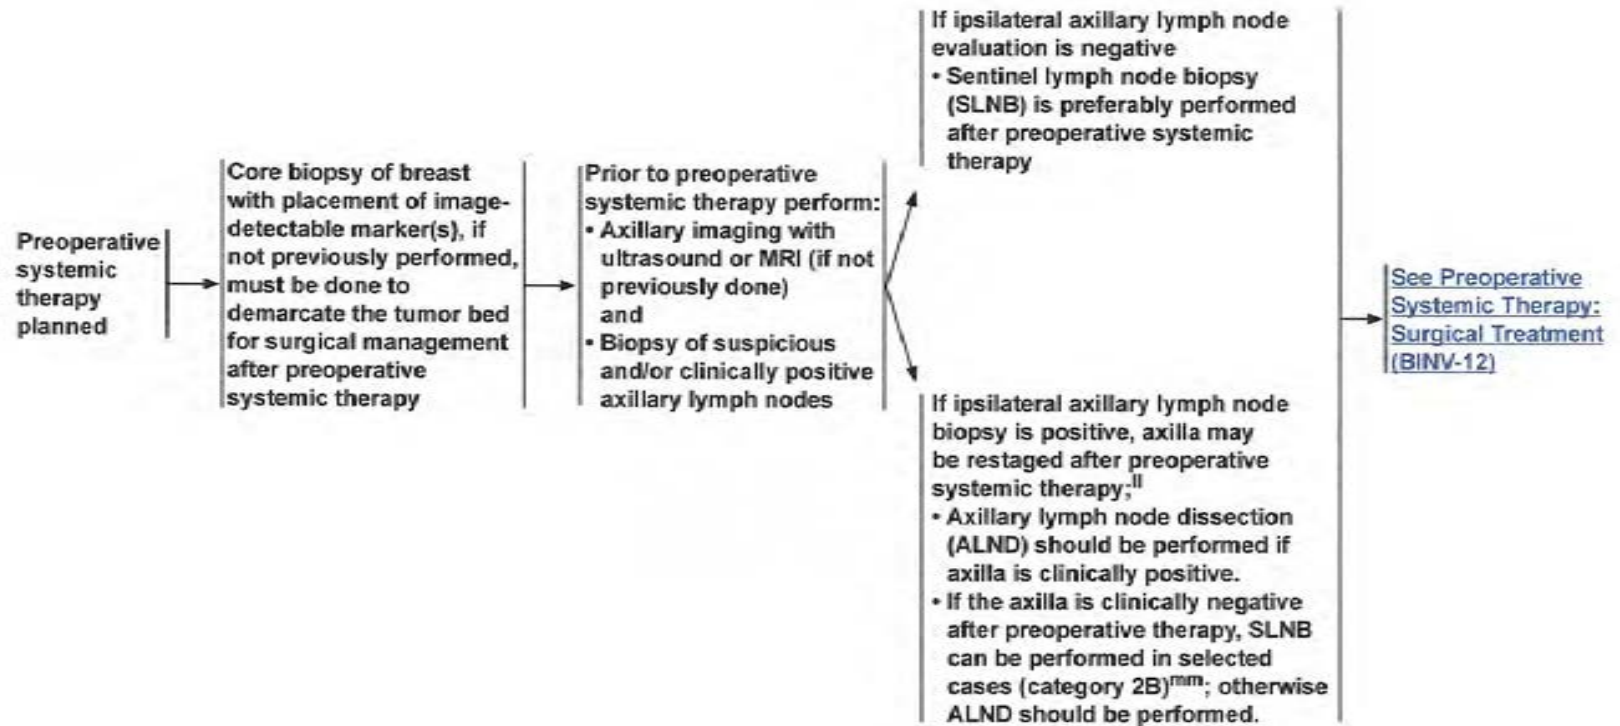 Preoperative
systemic
therapy
planned
Core biopsy of breast
with placement of image-
detectable marker(s), if
not previously performed,
must be done to
demarcate the tumor bed
for surgical management
after preoperative
systemic therapy
Prior to preoperative
systemic therapy perform:
• Axillary imaging with
ultrasound or MRI (if not
previously done)
and
• Biopsy of suspicious
and/or clinically positive
axillary lymph nodes
If ipsilateral axillary lymph node
evaluation is negative
• Sentinel lymph node biopsy
(SLNB) is preferably performed
after preoperative systemic
therapy
If ipsilateral axillary lymph node
biopsy is positive, axilla may
be restaged after preoperative
systemic therapy;ll
• Axillary lymph node dissection
(ALND) should be performed if
axilla is clinically positive.
• If the axilla is clinically negative
after preoperative therapy, SLNB
can be performed in selected
cases (category 2B)mm; otherwise
ALND should be performed.
See Preoperative
Systemic Therapy:
Surgical Treatment
(BINV-12)